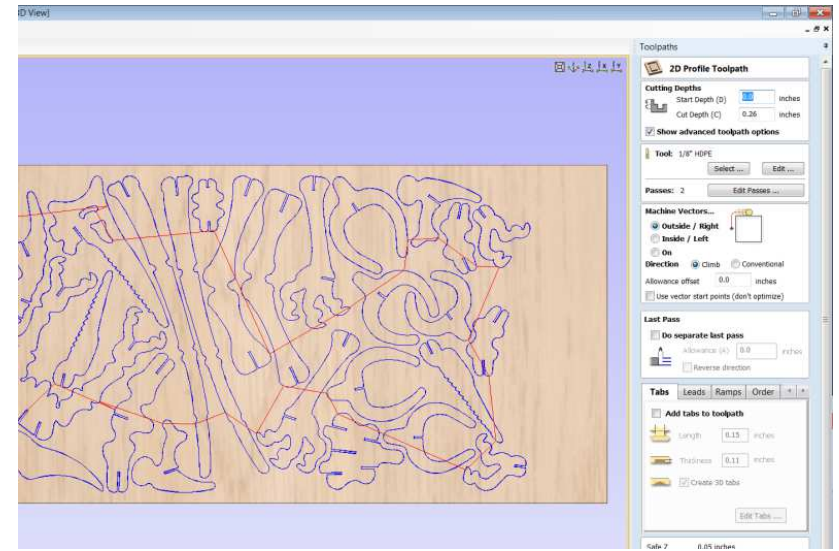 3D View]
Toolpaths
2D Profile Toolpath
Cutting Depths
Start Depth (D) 0.0 inches
Cut Depth (C) 0.26 inches
Show advanced toolpath options
Tool: 1/8" HDPE
Select ... Edit ...
Passes: 2 Edit Passes ...
Machine Vectors...
Outside / Right
Inside / Left
On
Direction Climb Conventional
Allowance offset 0.0 inches
Use vector start points (don't optimize)
Last Pass
Do separate last pass
Allowance (A) 0.0 inches
Reverse direction
Tabs Leads Ramps Order
Add tabs to toolpath
Length 0.15 inches
Thickness 0.11 inches
Create 3D tabs
Edit Tabs ...
Safe Z 0.05 inches